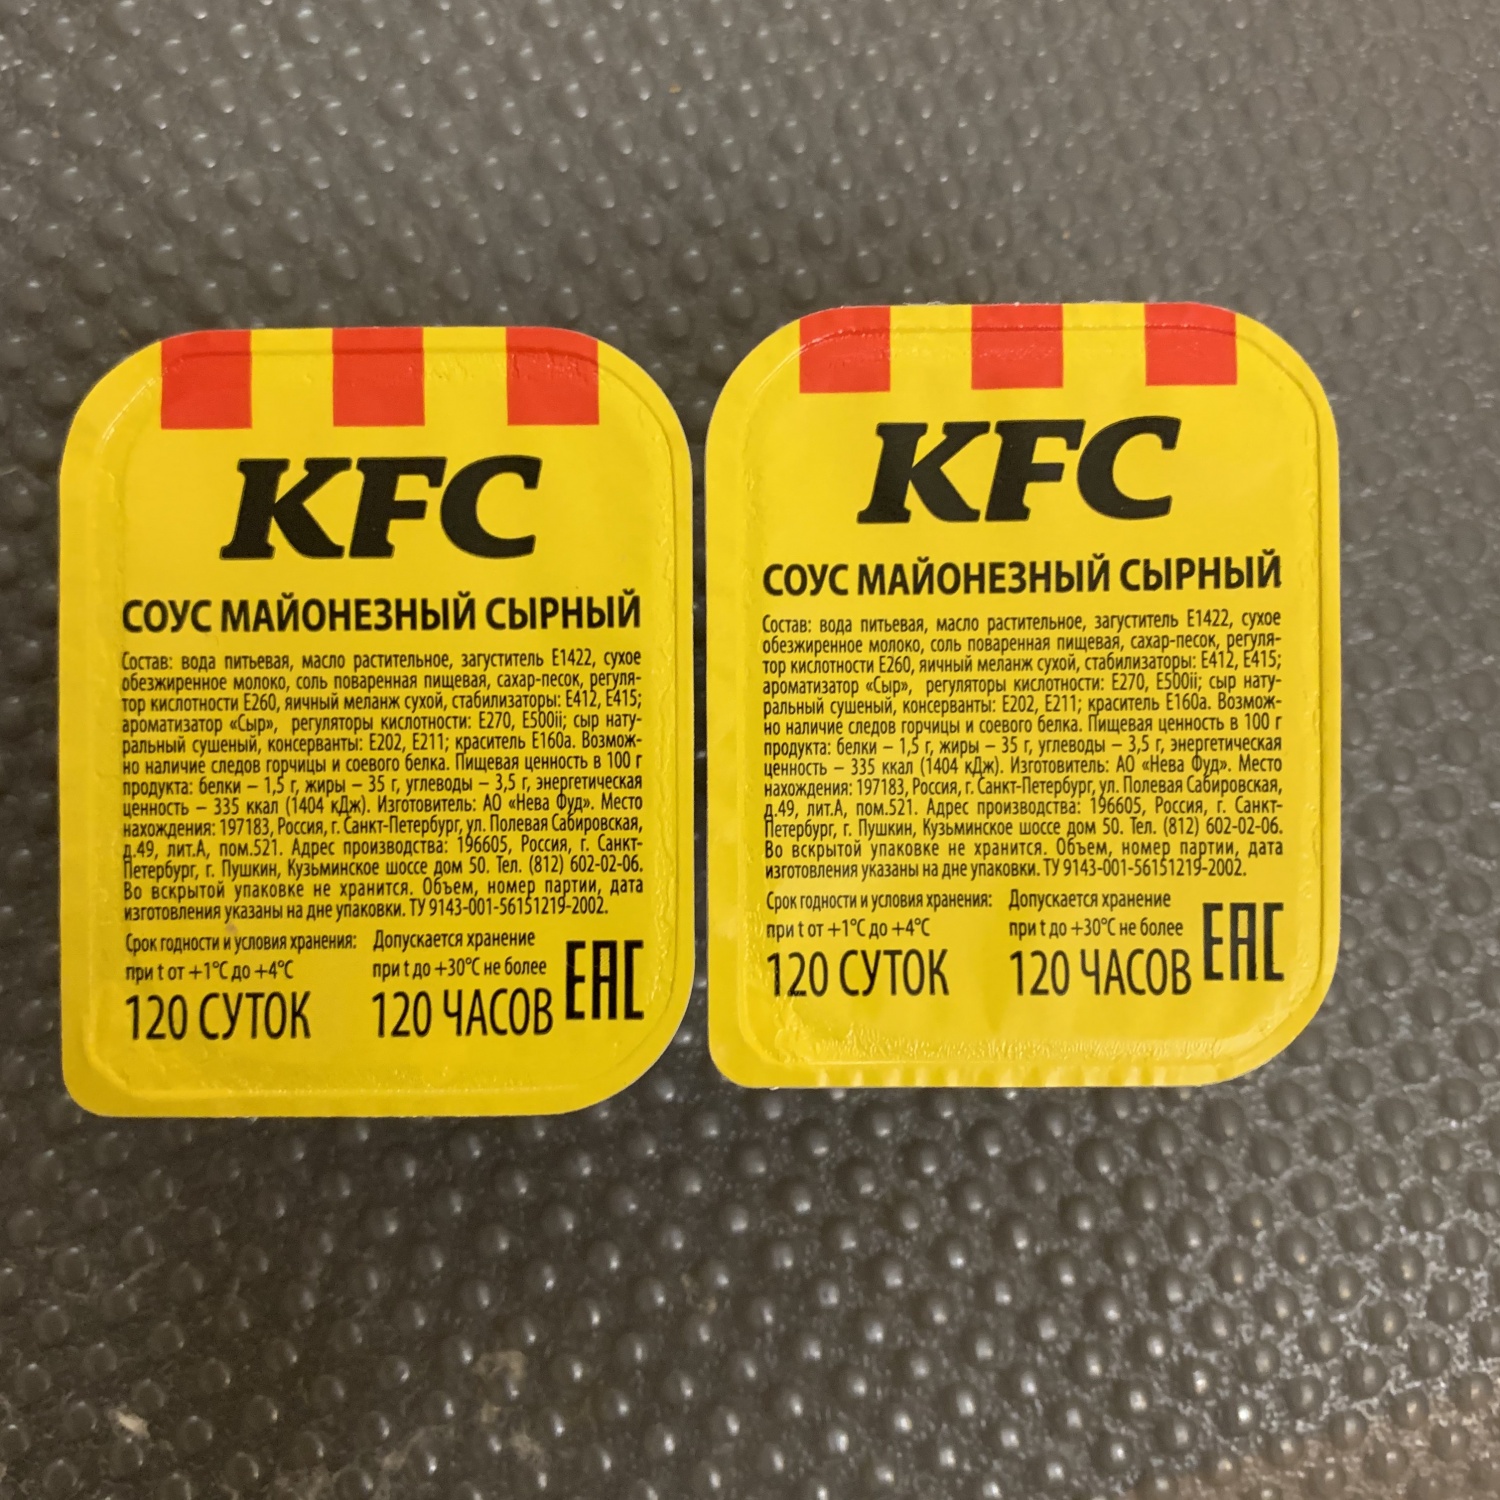 KFC
СОУС МАЙОНЕЗНЫЙ СЫРНЫЙ
Состав: вода питьевая, масло растительное, загуститель Е1422, сухое
обезжиренное молоко, соль поваренная пищевая, сахар-песок, регуля-
тор кислотности Е260, яичный меланж сухой, стабилизаторы: Е412, Е415;
ароматизатор «Сыр», регуляторы кислотности: Е270, Е500ii; сыр нату-
ральный сушеный, консерванты: Е202, Е211; краситель Е160а. Возмож-
но наличие следов горчицы и соевого белка. Пищевая ценность в 100 г
продукта: белки – 1,5 г, жиры – 35 г, углеводы – 3,5 г, энергетическая
ценность – 335 ккал (1404 кДж). Изготовитель: АО «Нева Фуд». Место
нахождения: 197183, Россия, г. Санкт-Петербург, ул. Полевая Сабировская,
д.49, лит.А, пом.521. Адрес производства: 196605, Россия, г. Санкт-
Петербург, г. Пушкин, Кузьминское шоссе дом 50. Тел. (812) 602-02-06.
Во вскрытой упаковке не хранится. Объем, номер партии, дата
изготовления указаны на дне упаковки. ТУ 9143-001-56151219-2002.
Срок годности и условия хранения:
при t от +1°С до +4°С
120 СУТОК
Допускается хранение
при t до +30°С не более
120 ЧАСОВ
ЕАС
KFC
СОУС МАЙОНЕЗНЫЙ СЫРНЫЙ
Состав: вода питьевая, масло растительное, загуститель Е1422, сухое
обезжиренное молоко, соль поваренная пищевая, сахар-песок, регуля-
тор кислотности Е260, яичный меланж сухой, стабилизаторы: Е412, Е415;
ароматизатор «Сыр», регуляторы кислотности: Е270, Е500ii; сыр нату-
ральный сушеный, консерванты: Е202, Е211; краситель Е160а. Возмож-
но наличие следов горчицы и соевого белка. Пищевая ценность в 100 г
продукта: белки – 1,5 г, жиры – 35 г, углеводы – 3,5 г, энергетическая
ценность – 335 ккал (1404 кДж). Изготовитель: АО «Нева Фуд». Место
нахождения: 197183, Россия, г. Санкт-Петербург, ул. Полевая Сабировская,
д.49, лит.А, пом.521. Адрес производства: 196605, Россия, г. Санкт-
Петербург, г. Пушкин, Кузьминское шоссе дом 50. Тел. (812) 602-02-06.
Во вскрытой упаковке не хранится. Объем, номер партии, дата
изготовления указаны на дне упаковки. ТУ 9143-001-56151219-2002.
Срок годности и условия хранения:
при t от +1°С до +4°С
120 СУТОК
Допускается хранение
при t до +30°С не более
120 ЧАСОВ
ЕАС